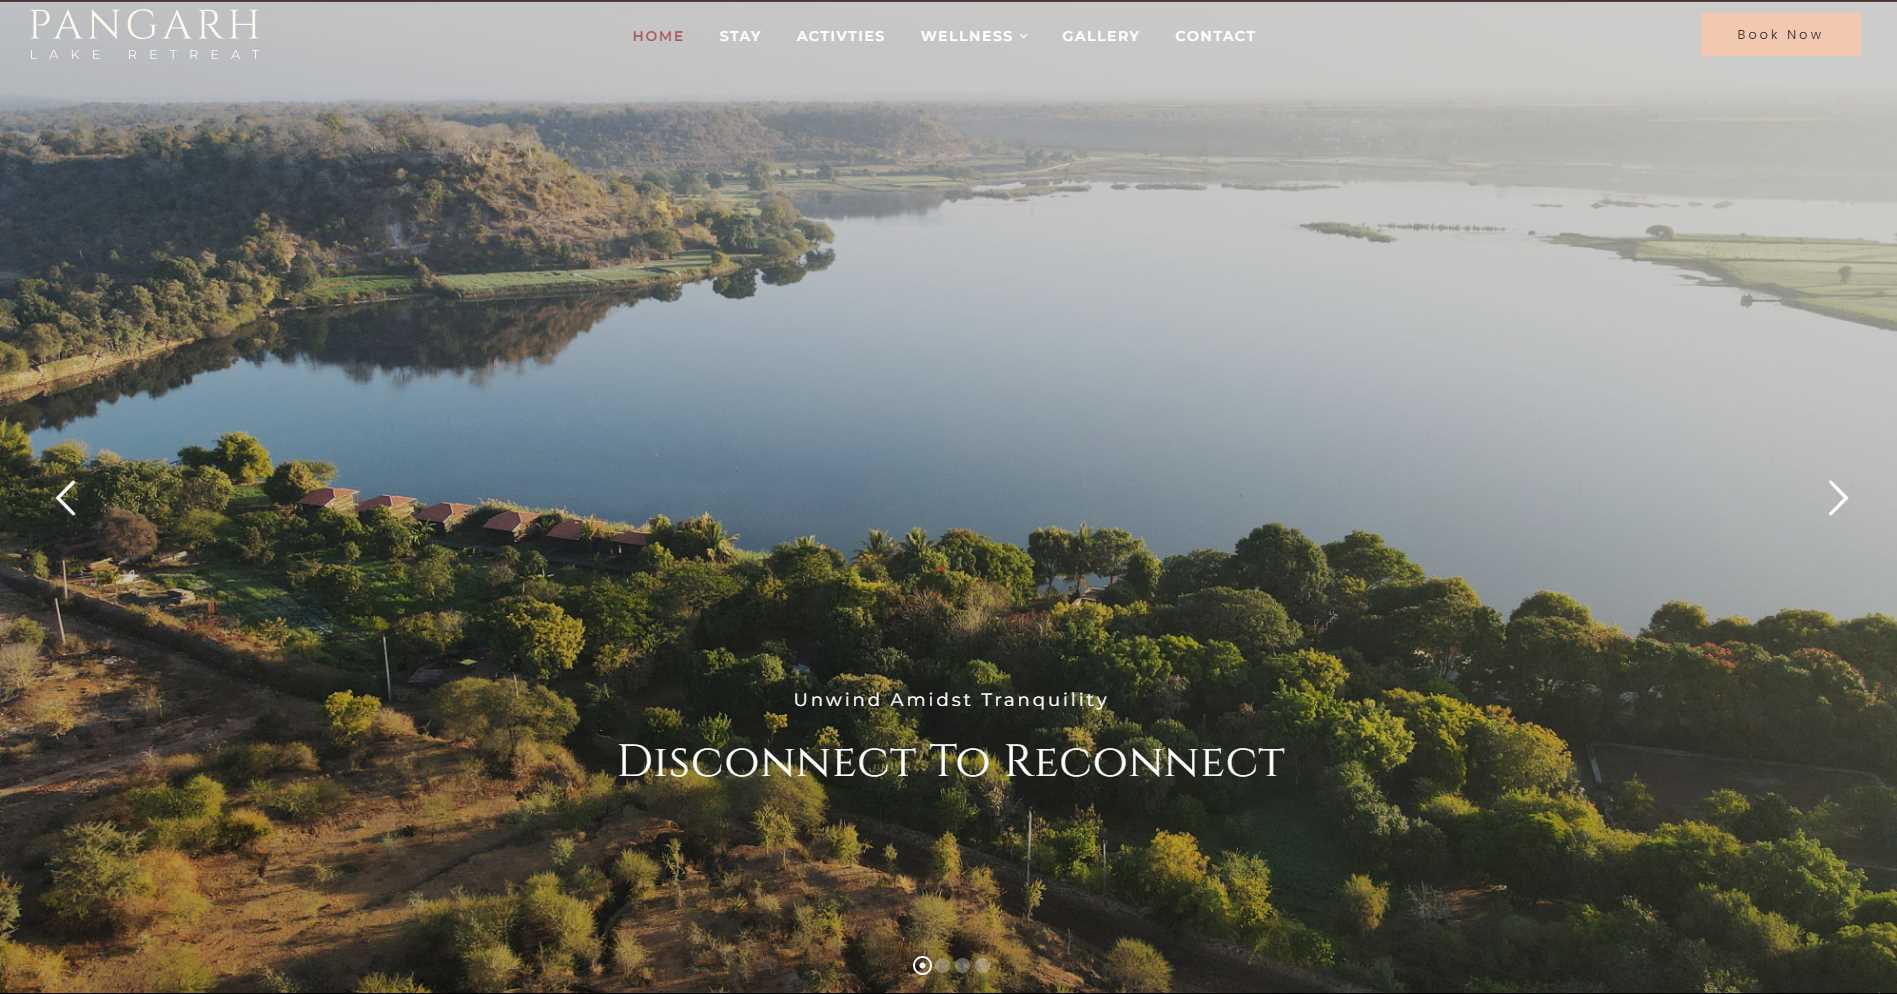 PANGARH
LAKE RETREAT
HOME STAY ACTIVTIES WELLNESS GALLERY CONTACT
Book Now
Unwind Amidst Tranquility
Disconnect To Reconnect